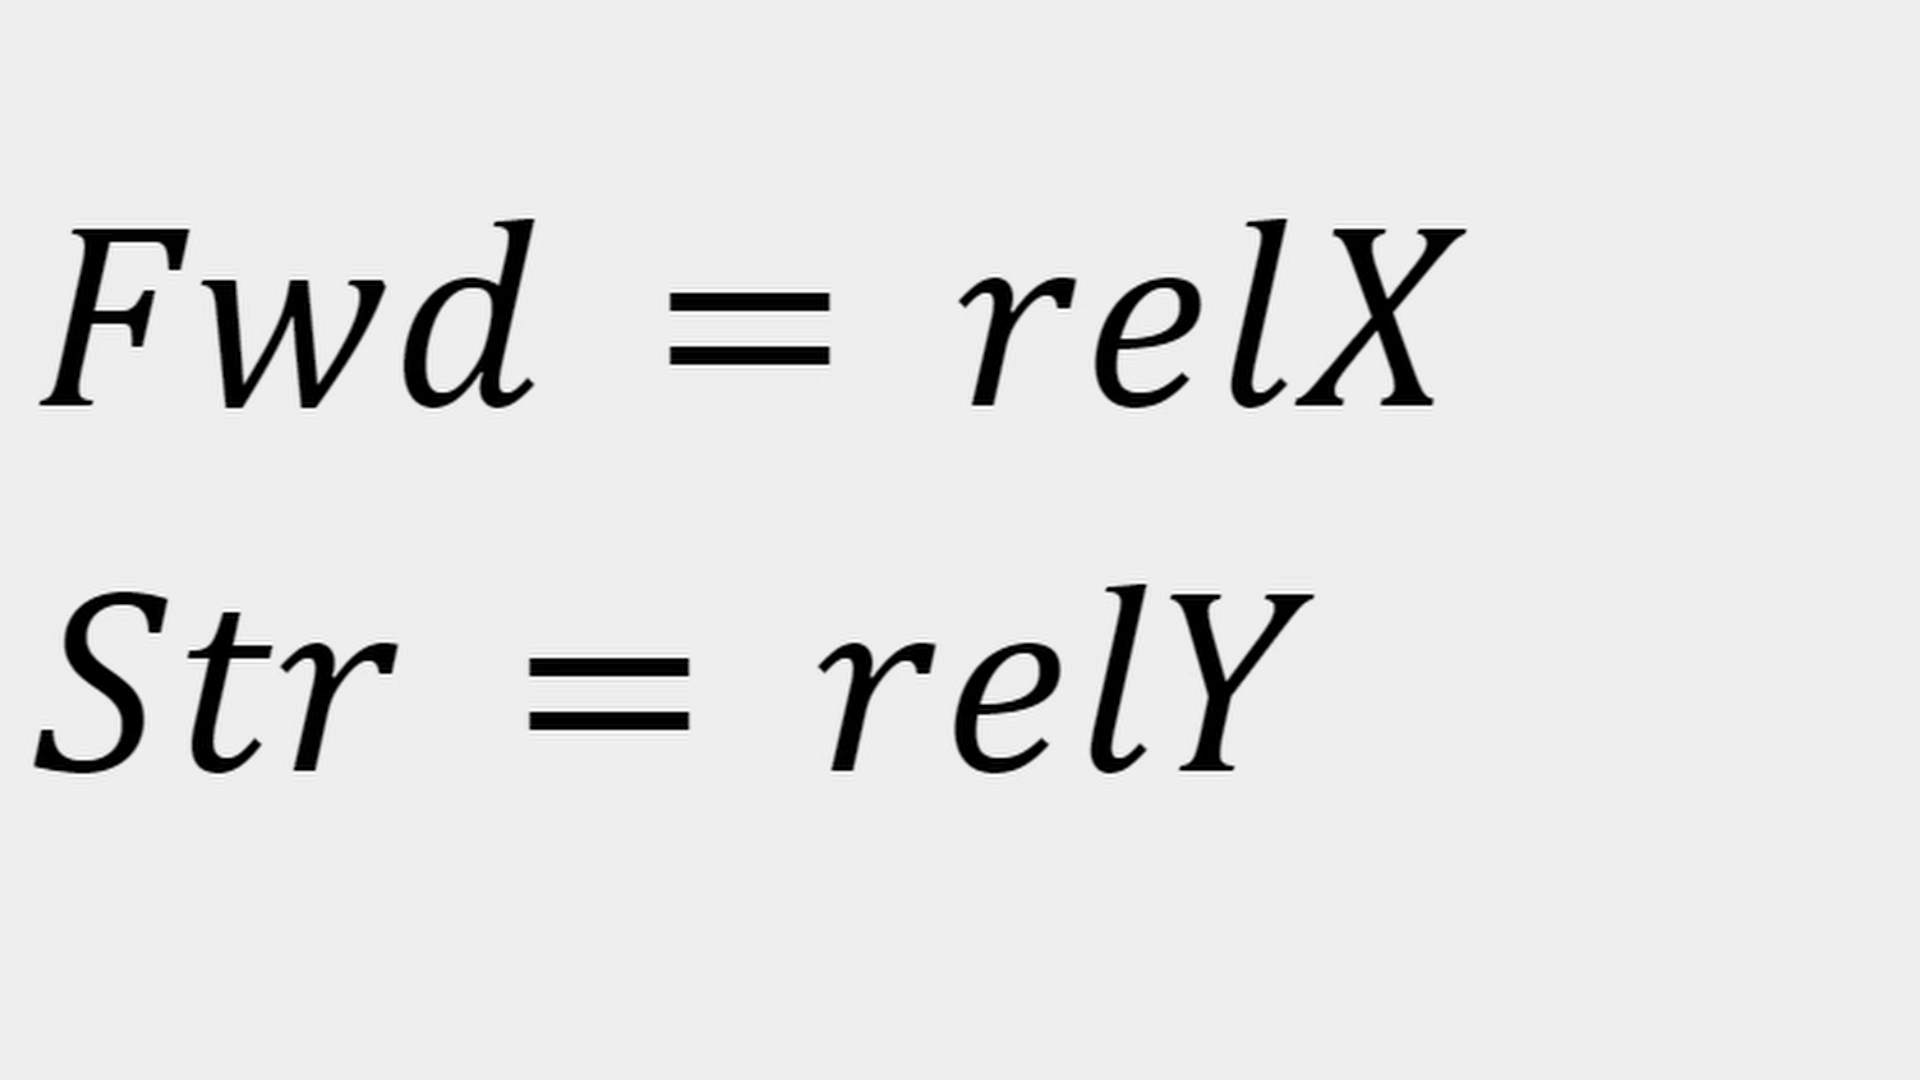 Fwd = relX
Str = relY